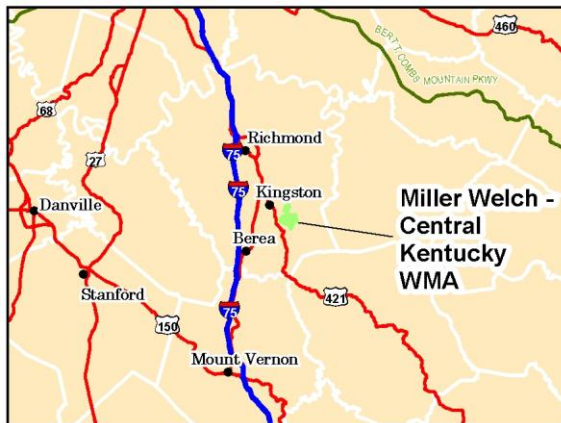 460
BERT T. COMBS
MOUNTAIN PKWY
68
27
Richmond
75
75
Kingston
Danville
Miller Welch -
Central
Kentucky
WMA
Berea
Stanford
421
75
150
Mount Vernon